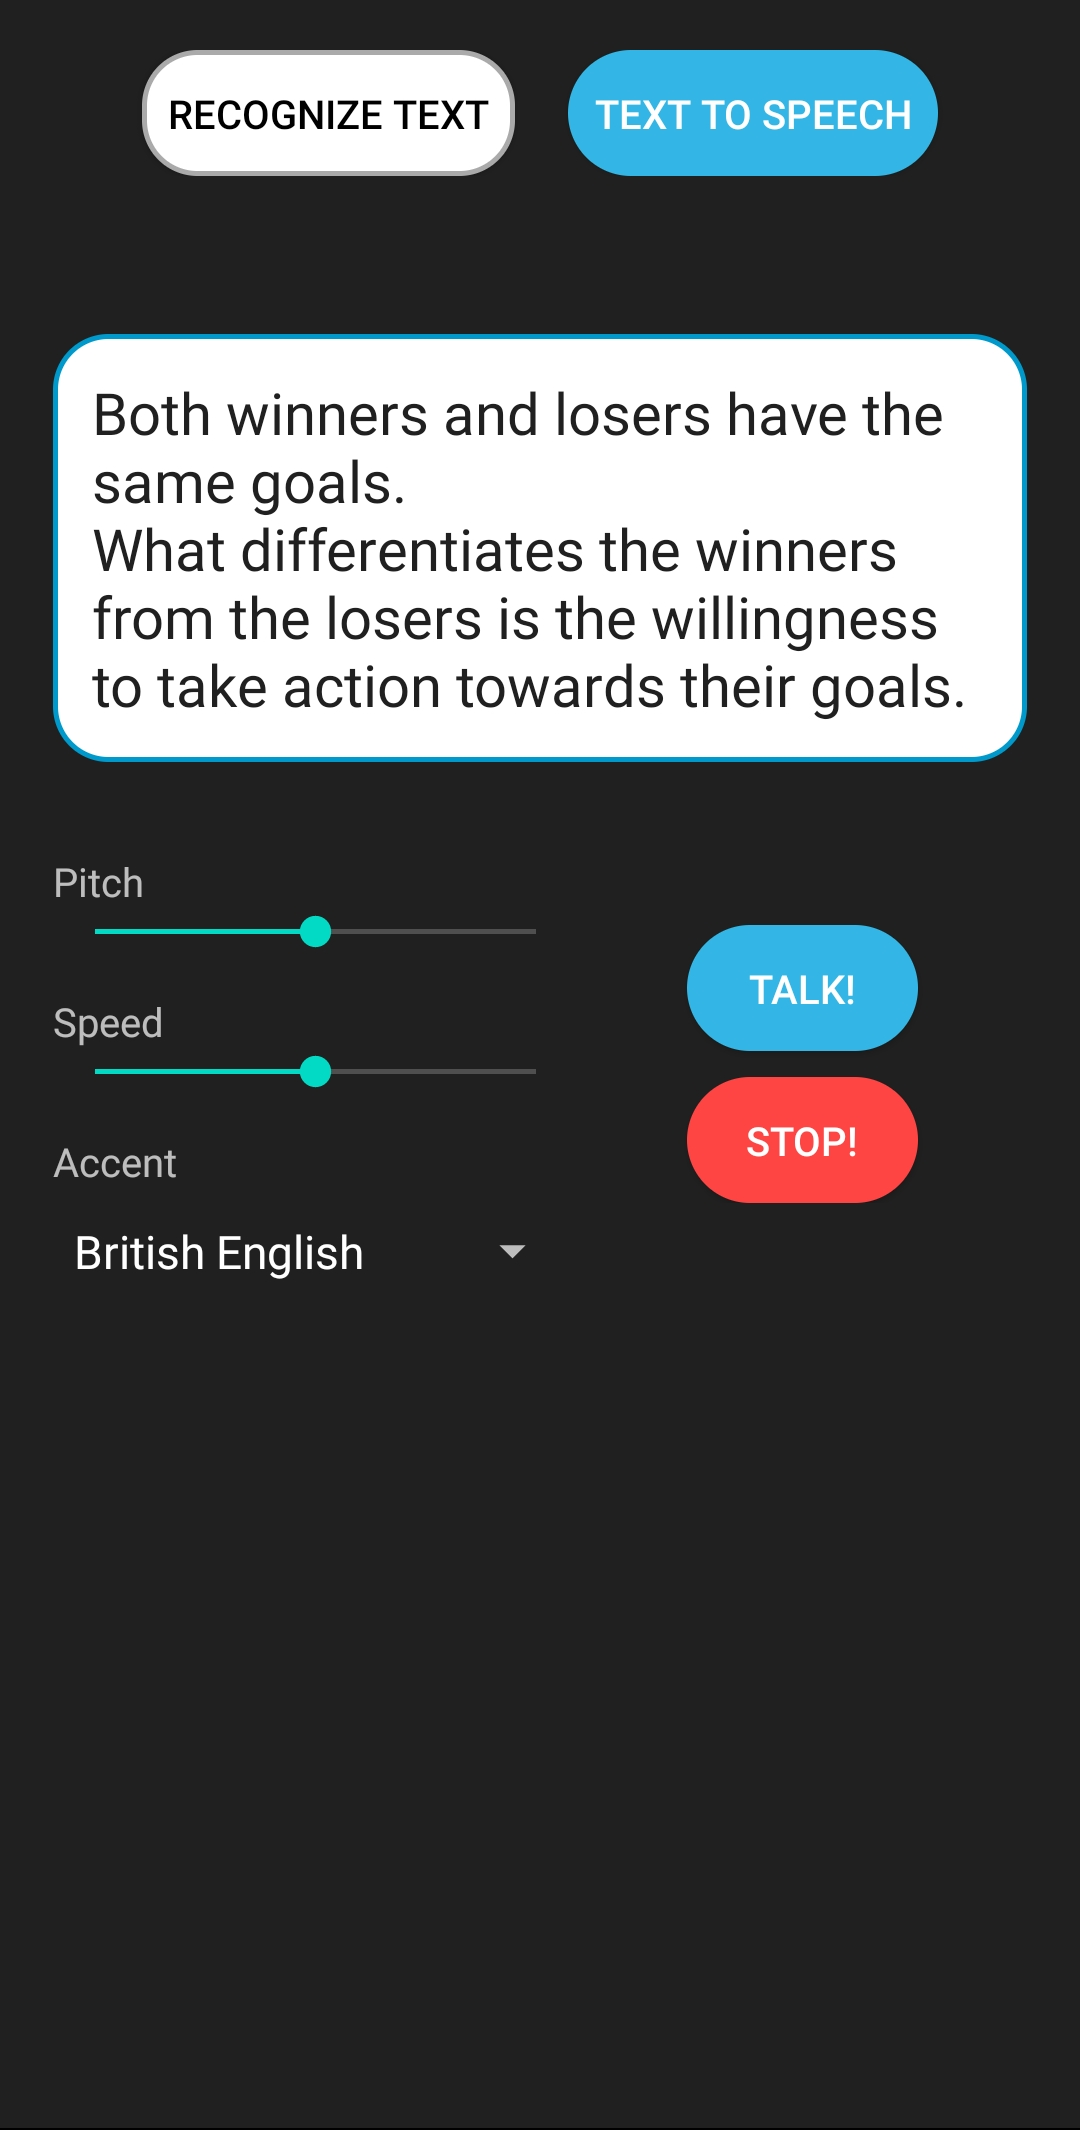 RECOGNIZE TEXT
TEXT TO SPEECH
Both winners and losers have the
same goals.
What differentiates the winners
from the losers is the willingness
to take action towards their goals.
Pitch
Speed
Accent
British English
TALK!
STOP!